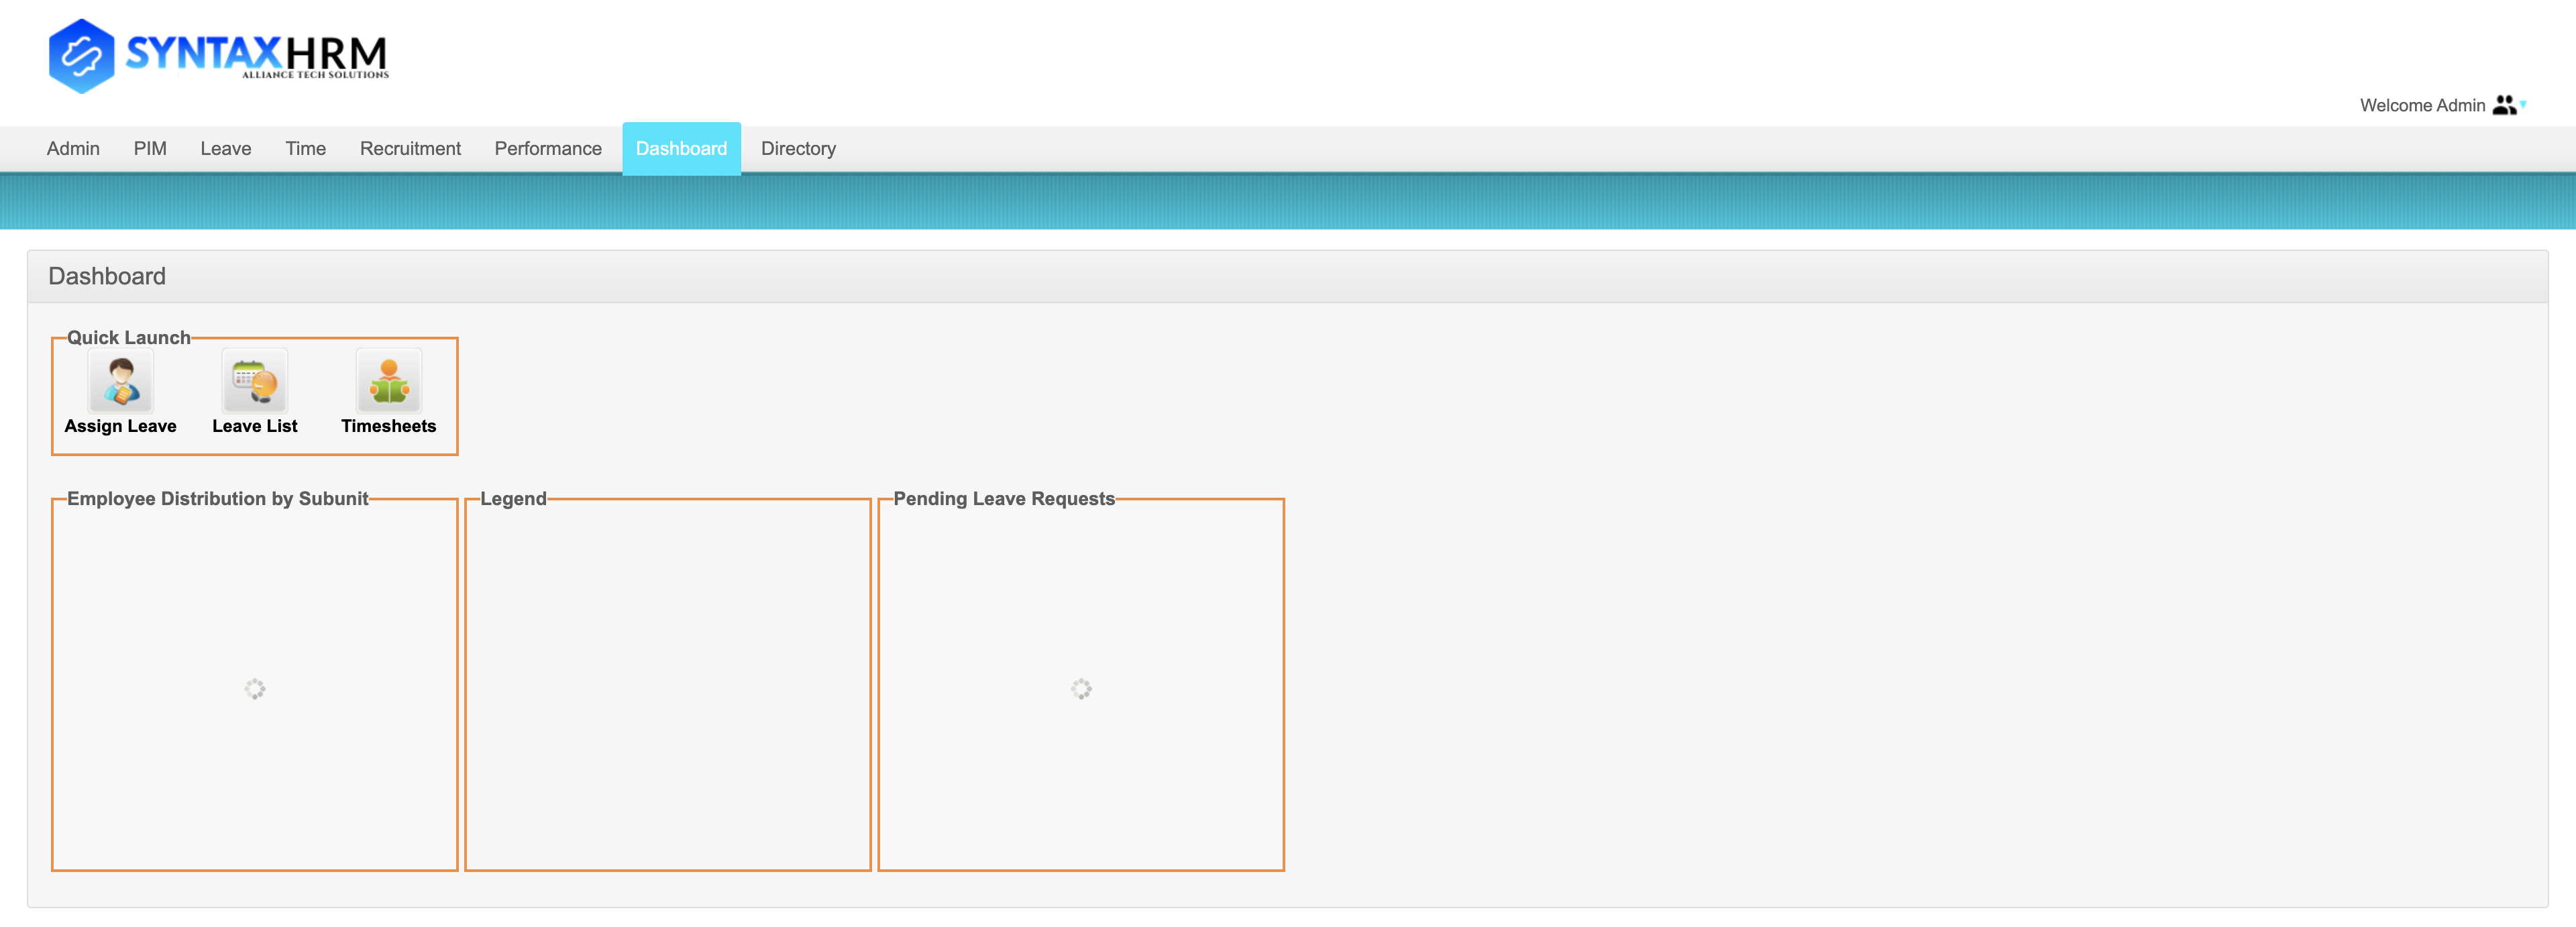 SYNTAXHRM
ALLIANCE TECH SOLUTIONS
Welcome Admin
Admin PIM Leave Time Recruitment Performance Dashboard Directory
Dashboard
Quick Launch
Assign Leave Leave List Timesheets
Employee Distribution by Subunit Legend Pending Leave Requests